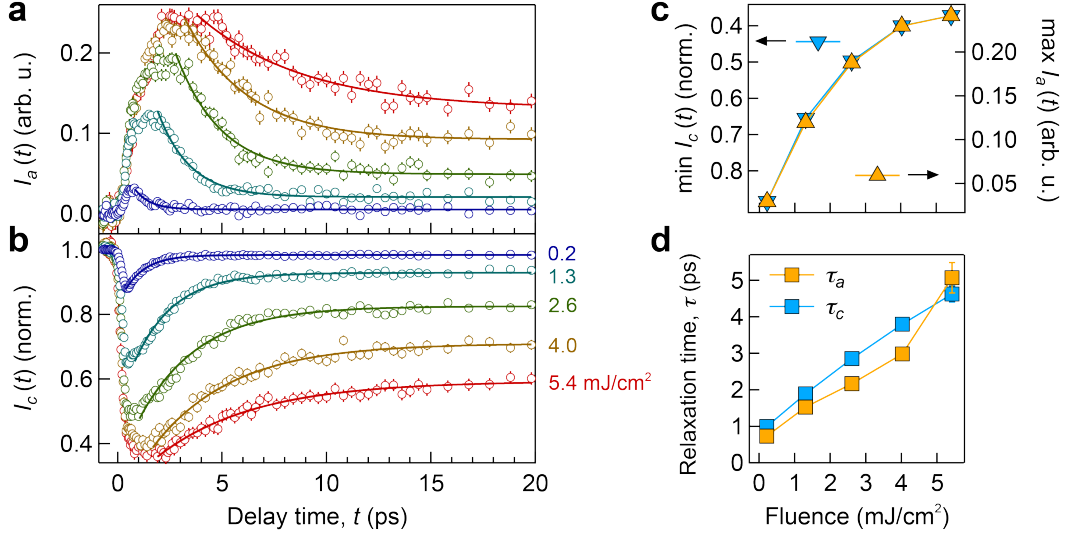 a
I_a(t) (arb. u.)
0.2
0.1
0.0
b
I_c(t) (norm.)
1.0
0.8
0.6
0.4
0.2
1.3
2.6
4.0
5.4 mJ/cm²
0 5 10 15 20
Delay time, t (ps)
c
min I_c(t) (norm.)
0.4
0.5
0.6
0.7
0.8
0.20
0.15
0.10
0.05
max I_a(t) (arb. u.)
d
Relaxation time, τ (ps)
5
4
3
2
1
0
τ_a
τ_c
0 1 2 3 4 5
Fluence (mJ/cm²)